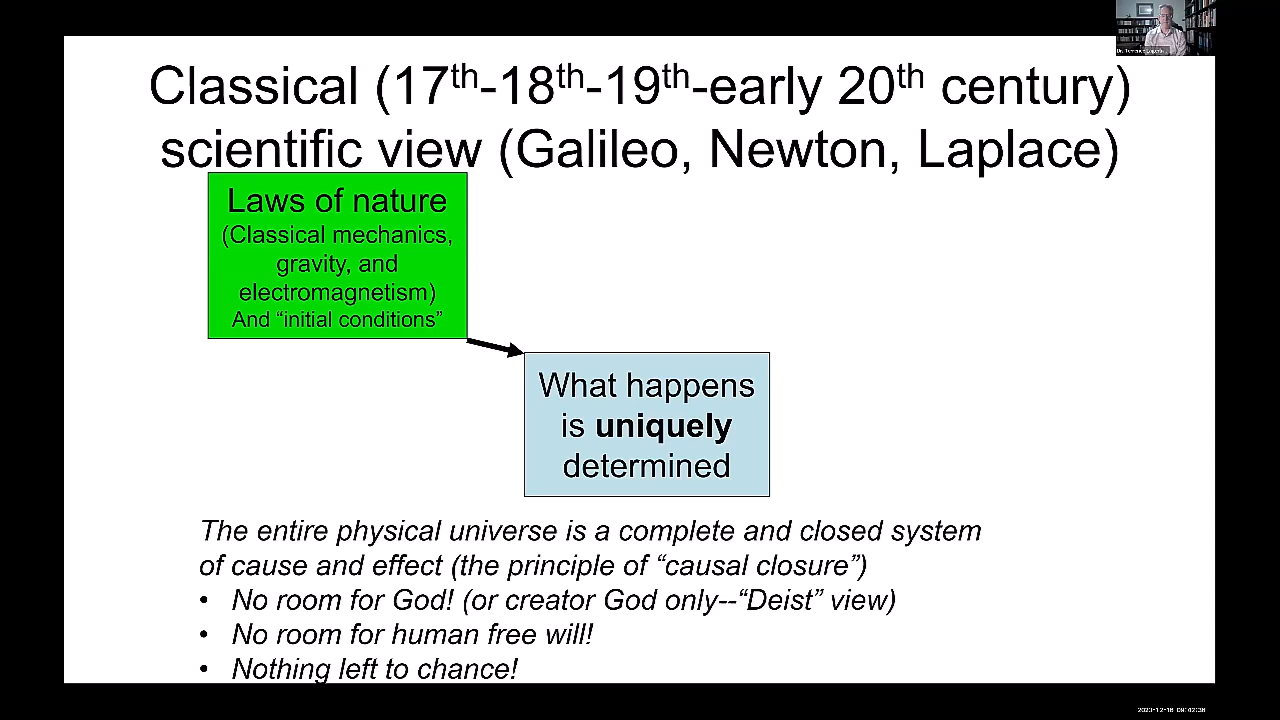 Classical (17th-18th-19th-early 20th century)
scientific view (Galileo, Newton, Laplace)
Laws of nature
(Classical mechanics,
gravity, and
electromagnetism)
And “initial conditions”
What happens
is uniquely
determined
The entire physical universe is a complete and closed system
of cause and effect (the principle of “causal closure”)
• No room for God! (or creator God only--“Deist” view)
• No room for human free will!
• Nothing left to chance!